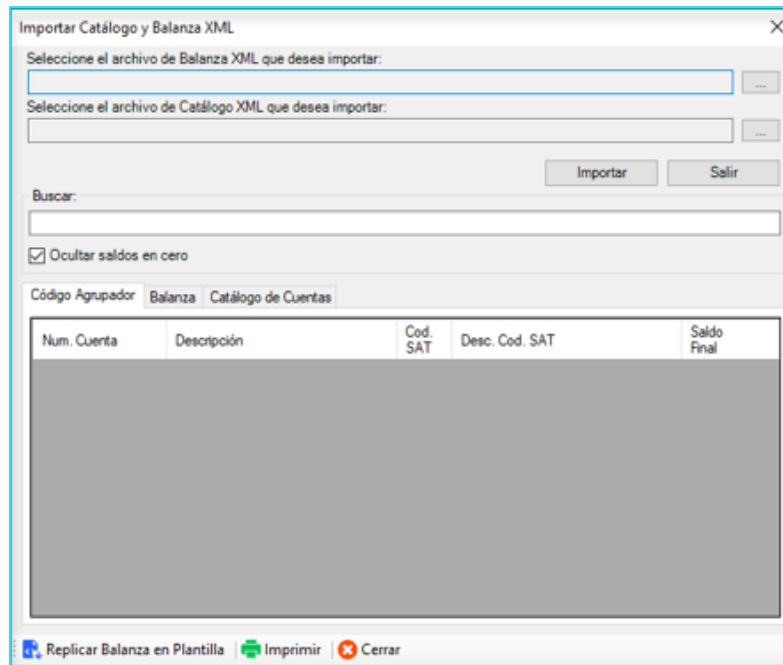 Importar Catálogo y Balanza XML
Seleccione el archivo de Balanza XML que desea importar:
...
Seleccione el archivo de Catálogo XML que desea importar:
...
Importar Salir
Buscar:
Ocultar saldos en cero
Código Agrupador Balanza Catálogo de Cuentas
Num. Cuenta Descripción Cod. SAT Desc. Cod. SAT Saldo Final
Replicar Balanza en Plantilla Imprimir Cerrar